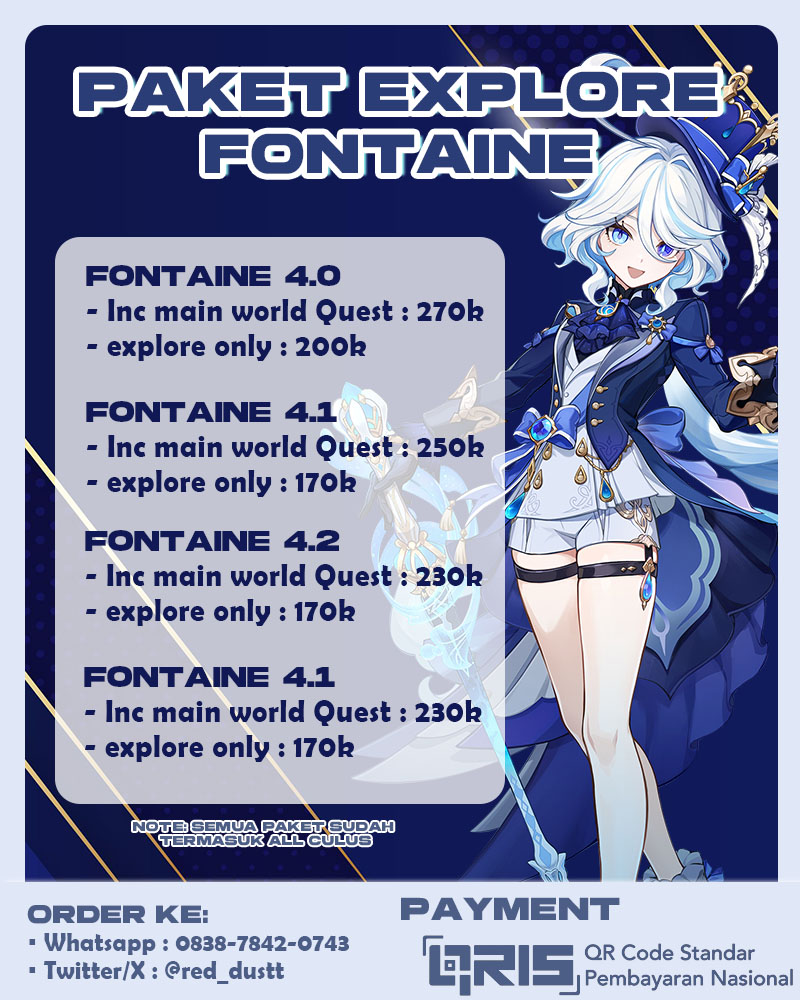 PAKET EXPLORE
FONTAINE
FONTAINE 4.0
- Inc main world Quest : 270k
- explore only : 200k
FONTAINE 4.1
- Inc main world Quest : 250k
- explore only : 170k
FONTAINE 4.2
- Inc main world Quest : 230k
- explore only : 170k
FONTAINE 4.1
- Inc main world Quest : 230k
- explore only : 170k
NOTE: SEMUA PAKET SUDAH
TERMASUK ALL CULUS
ORDER KE:
• Whatsapp : 0838-7842-0743
• Twitter/X : @red_dustt
PAYMENT
QRIS
QR Code Standar
Pembayaran Nasional